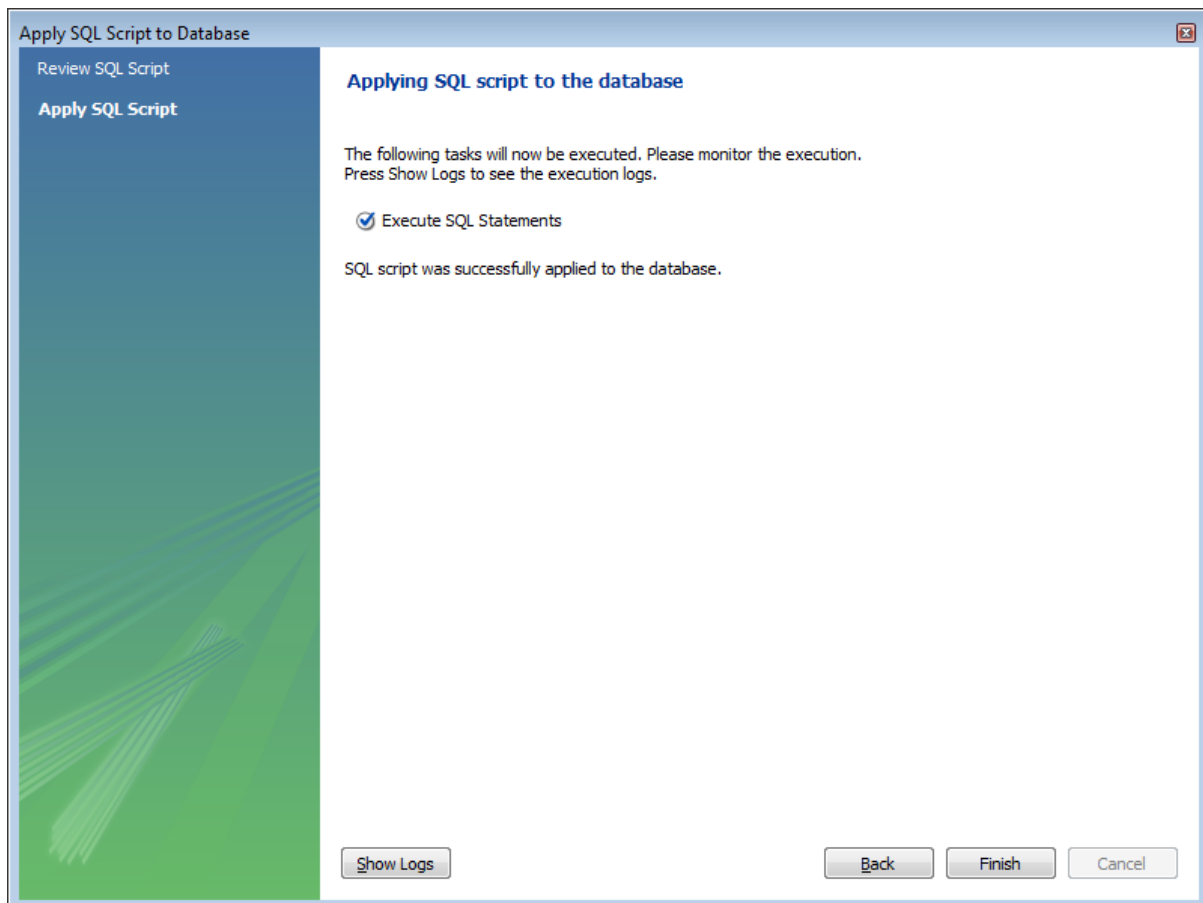 Apply SQL Script to Database
Review SQL Script
Apply SQL Script
Applying SQL script to the database
The following tasks will now be executed. Please monitor the execution.
Press Show Logs to see the execution logs.
Execute SQL Statements
SQL script was successfully applied to the database.
Show Logs
Back
Finish
Cancel